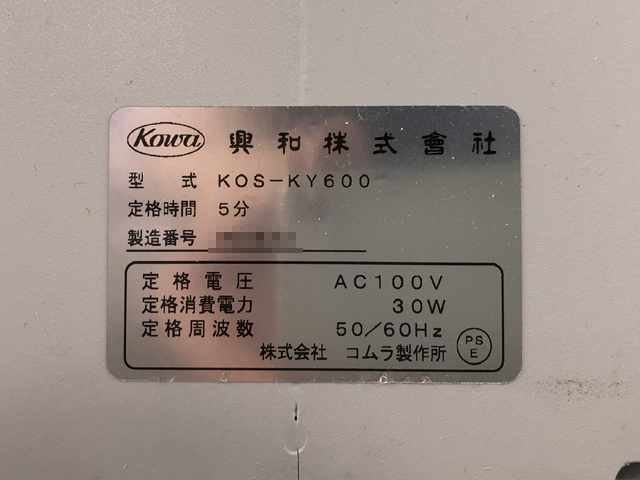 Kowa 興和株式會社
型 式 KOS-KY600
定格時間 5分
製造番号
定格電圧 AC100V
定格消費電力 30W
定格周波数 50/60Hz
株式会社 コムラ製作所 PSE